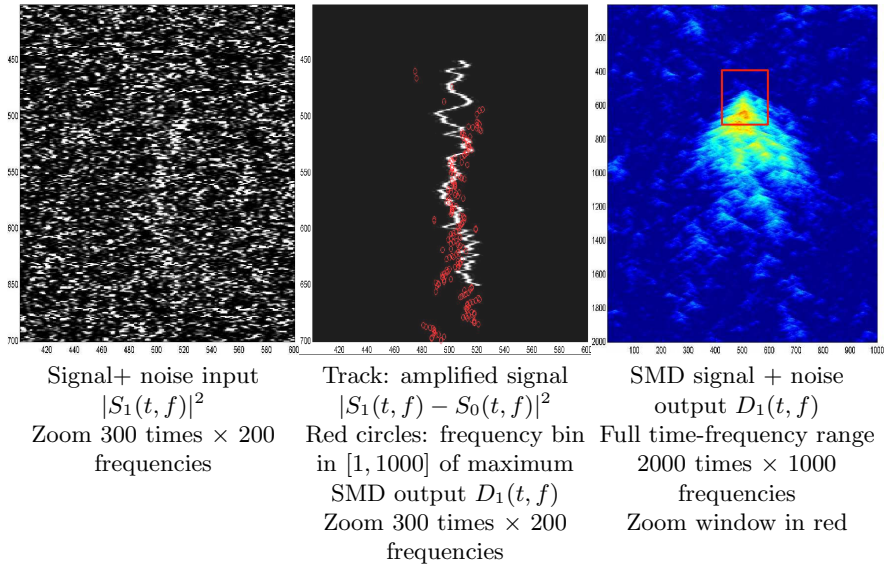 450
500
550
600
650
700
420 440 460 480 500 520 540 560 580 600
Signal+ noise input
|S₁(t, f)|²
Zoom 300 times × 200
frequencies
450
500
550
600
650
700
420 440 460 480 500 520 540 560 580 600
Track: amplified signal
|S₁(t, f) − S₀(t, f)|²
Red circles: frequency bin
in [1, 1000] of maximum
SMD output D₁(t, f)
Zoom 300 times × 200
frequencies
200
400
600
800
1000
1200
1400
1600
1800
2000
100 200 300 400 500 600 700 800 900 1000
SMD signal + noise
output D₁(t, f)
Full time-frequency range
2000 times × 1000
frequencies
Zoom window in red